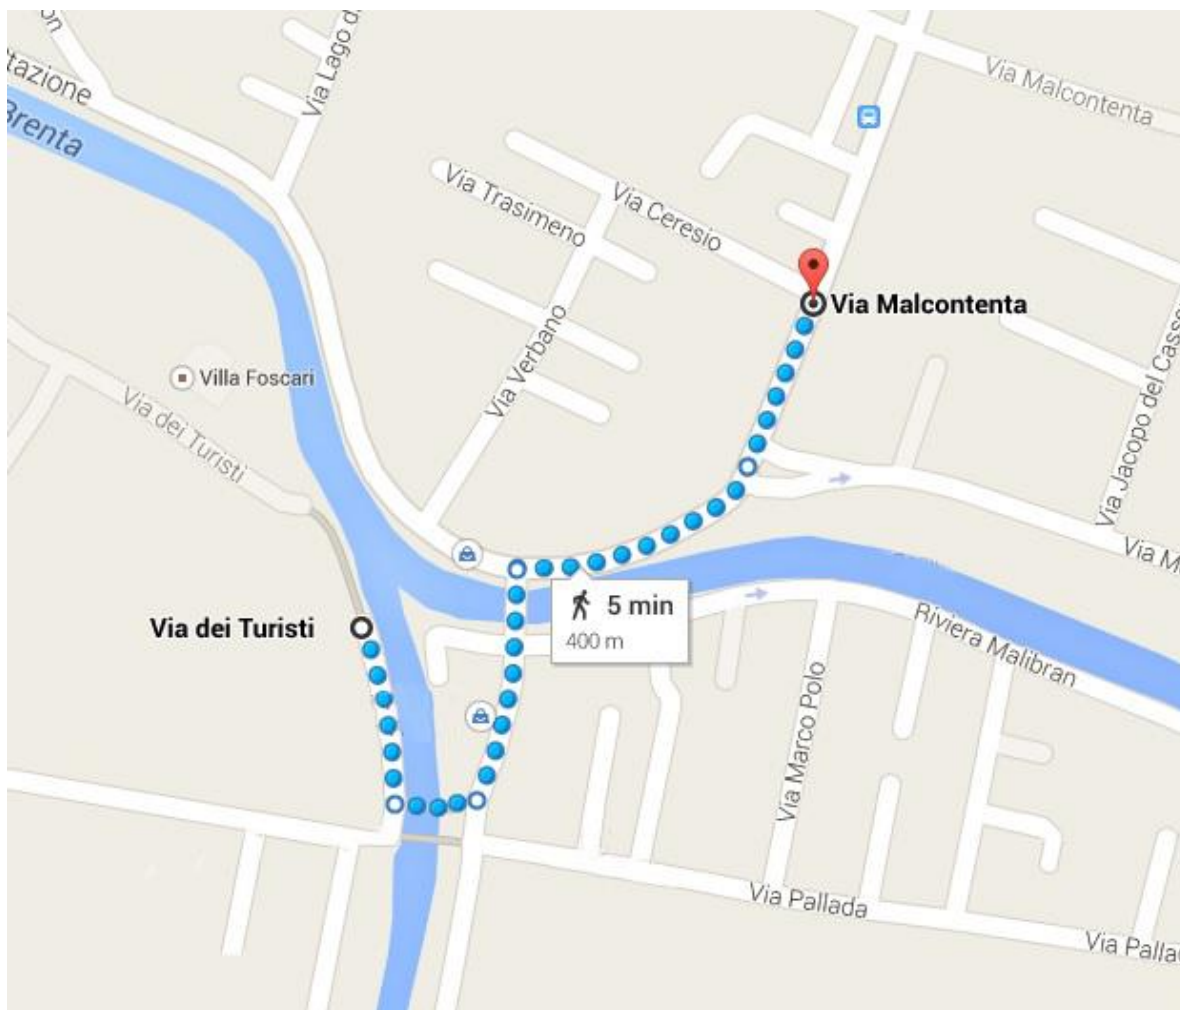 tazione
Brenta
Via Lago d
Via Malcontenta
Via Trasimeno
Via Ceresio
Via Malcontenta
Via Verbano
Villa Foscari
Via dei Turisti
Via Jacopo del Casse
Via M
Via dei Turisti
5 min
400 m
Riviera Malibran
Via Marco Polo
Via Pallada
Via Palla